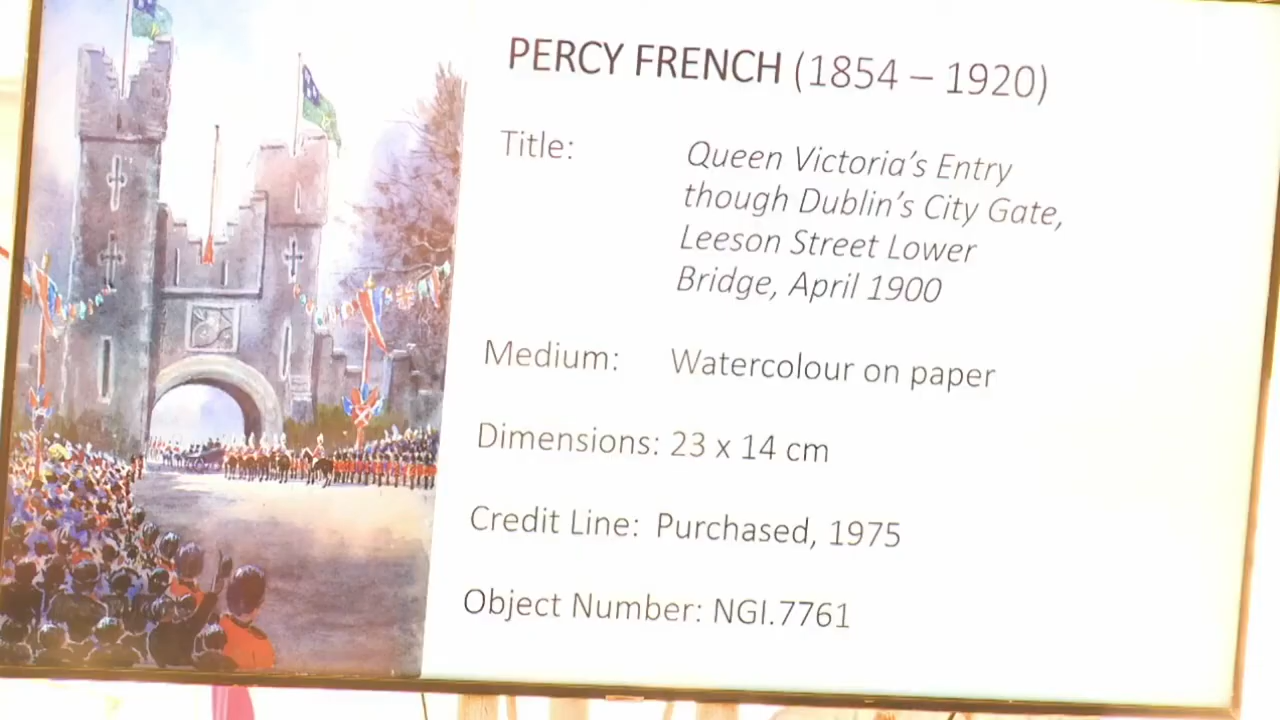 PERCY FRENCH (1854 – 1920)
Title: Queen Victoria's Entry
though Dublin's City Gate,
Leeson Street Lower
Bridge, April 1900
Medium: Watercolour on paper
Dimensions: 23 x 14 cm
Credit Line: Purchased, 1975
Object Number: NGI.7761